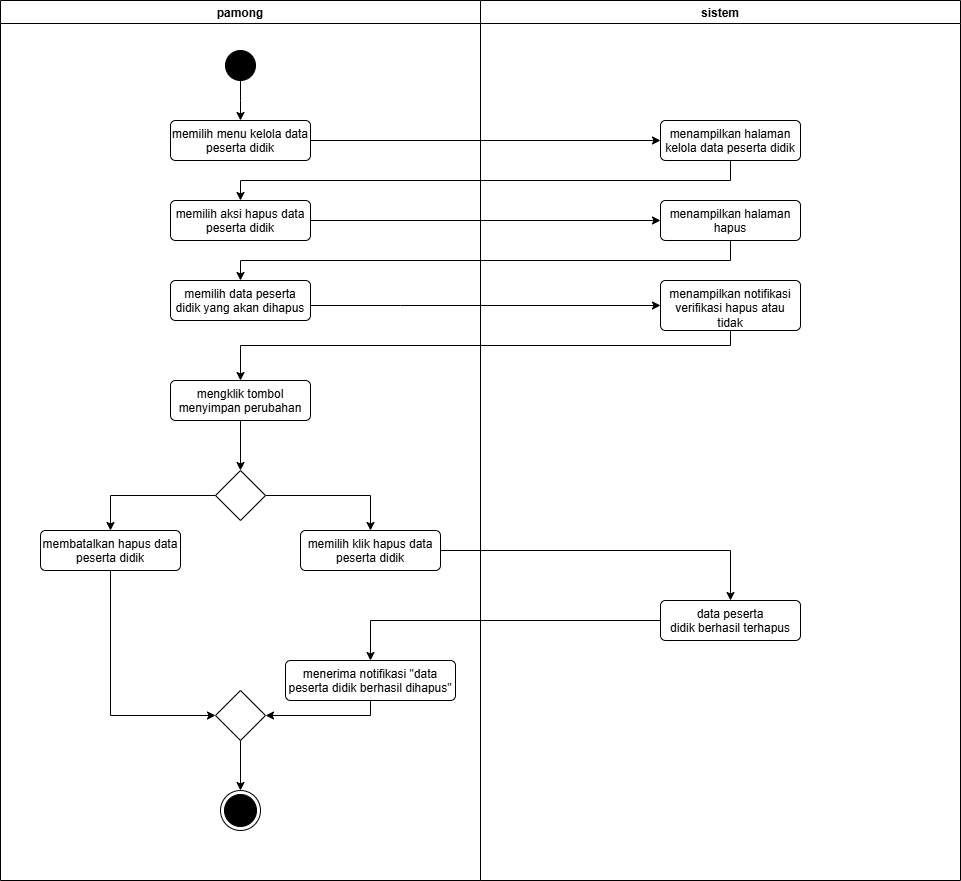 pamong
sistem
memilih menu kelola data
peserta didik
menampilkan halaman
kelola data peserta didik
memilih aksi hapus data
peserta didik
menampilkan halaman
hapus
memilih data peserta
didik yang akan dihapus
menampilkan notifikasi
verifikasi hapus atau
tidak
mengklik tombol
menyimpan perubahan
membatalkan hapus data
peserta didik
memilih klik hapus data
peserta didik
data peserta
didik berhasil terhapus
menerima notifikasi "data
peserta didik berhasil dihapus"